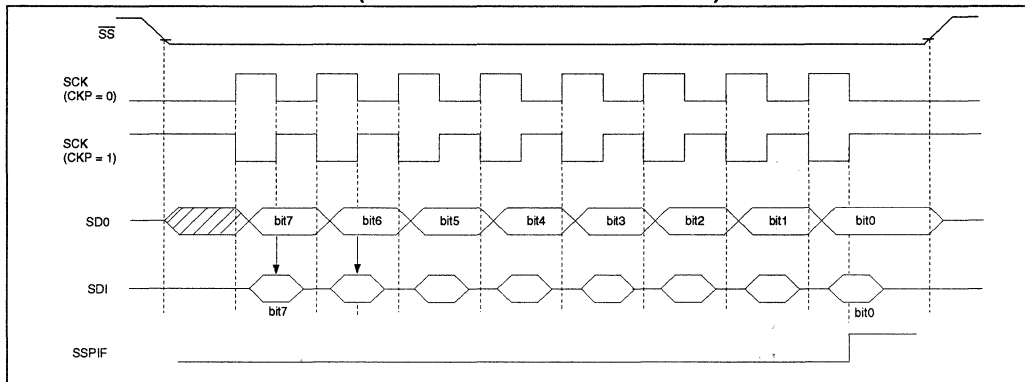 SS
SCK
(CKP = 0)
SCK
(CKP = 1)
SD0 bit7 bit6 bit5 bit4 bit3 bit2 bit1 bit0
SDI
bit7 bit0
SSPIF